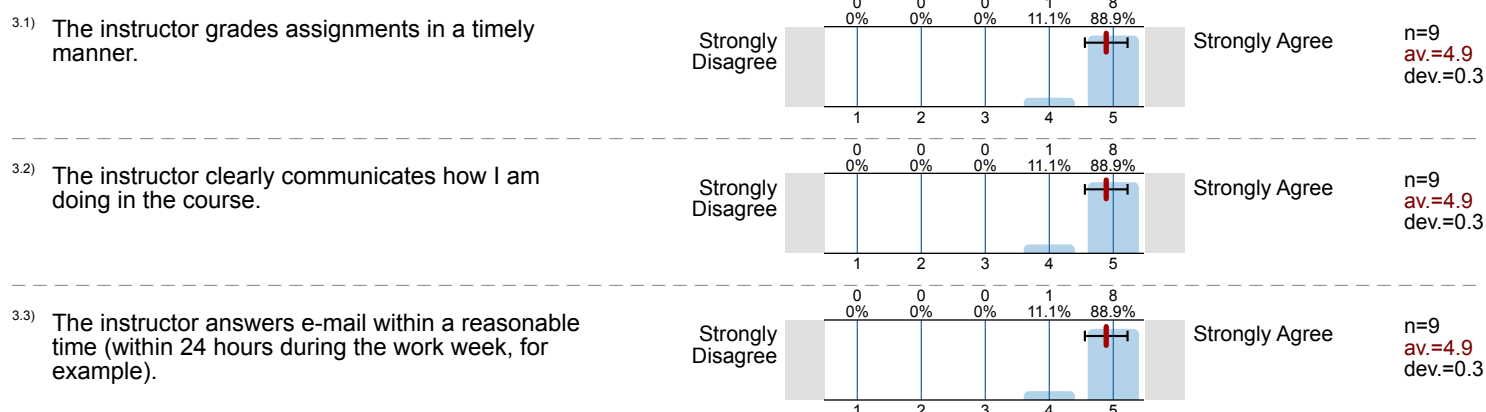 0 0 0 1 8
0% 0% 0% 11.1% 88.9%
3.1) The instructor grades assignments in a timely
manner.
Strongly
Disagree
Strongly Agree
n=9
av.=4.9
dev.=0.3
1 2 3 4 5
0 0 0 1 8
0% 0% 0% 11.1% 88.9%
3.2) The instructor clearly communicates how I am
doing in the course.
Strongly
Disagree
Strongly Agree
n=9
av.=4.9
dev.=0.3
1 2 3 4 5
0 0 0 1 8
0% 0% 0% 11.1% 88.9%
3.3) The instructor answers e-mail within a reasonable
time (within 24 hours during the work week, for
example).
Strongly
Disagree
Strongly Agree
n=9
av.=4.9
dev.=0.3
1 2 3 4 5